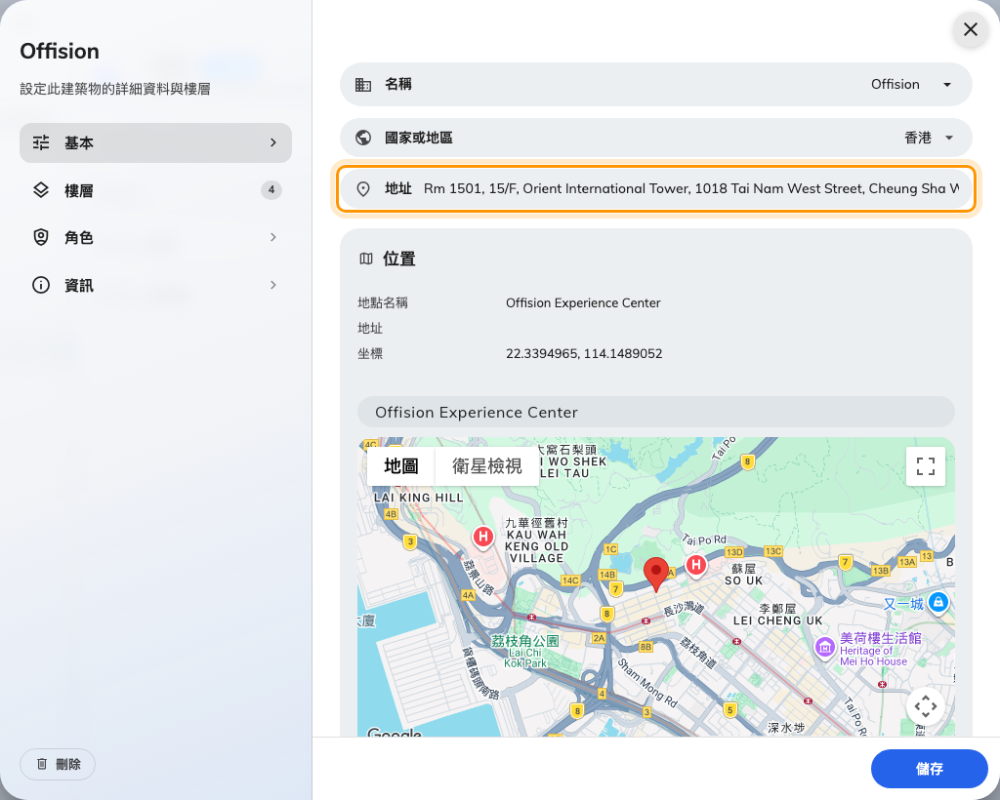 Offision
設定此建築物的詳細資料與樓層
基本
樓層
4
角色
資訊
刪除
名稱
Offision
國家或地區
香港
地址
Rm 1501, 15/F, Orient International Tower, 1018 Tai Nam West Street, Cheung Sha
位置
地點名稱
Offision Experience Center
地址
坐標
22.3394965, 114.1489052
Offision Experience Center
地圖
衛星檢視
4C
大窩石梨頭
LEI TAU
Tai Po
8
LAI KING HILL
4B
3
H
九華徑舊村
KAU WAH
KENG OLD
VILLAGE
荔景山路
4A
14C
14B
1C
7
Tai Po Rd
H
13D
13C
蘇屋
SO UK
7
13B
13A
13
又一城
長沙灣道
李鄭屋
LEI CHENG UK
8
2A
8B
荔枝角公園
Lai Chi
Kok Park
荔枝角道
美荷樓生活館
Heritage of
Mei Ho House
貨櫃碼頭南路
Sham Mong Rd
4
8
3
5
深水埗
Tai Po Rd
Google
儲存